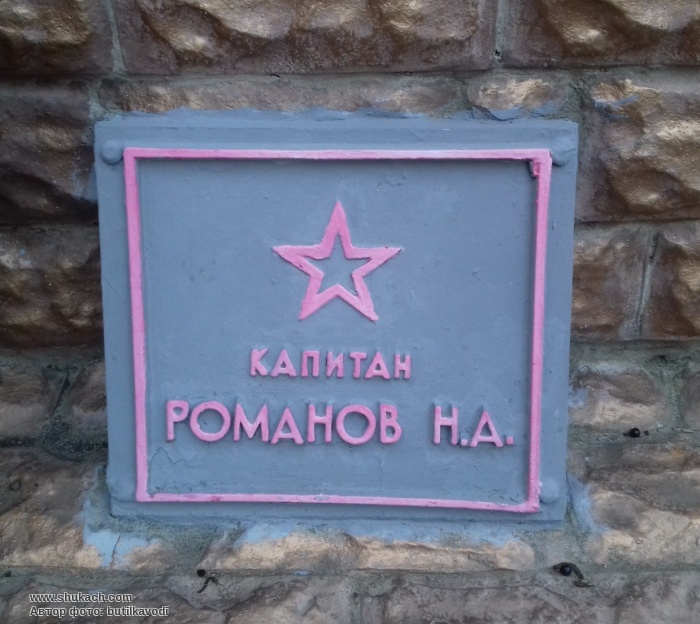 КАПИТАН
РОМАНОВ Н.А.
www.shukach.com
Автор фото: butilkavodi